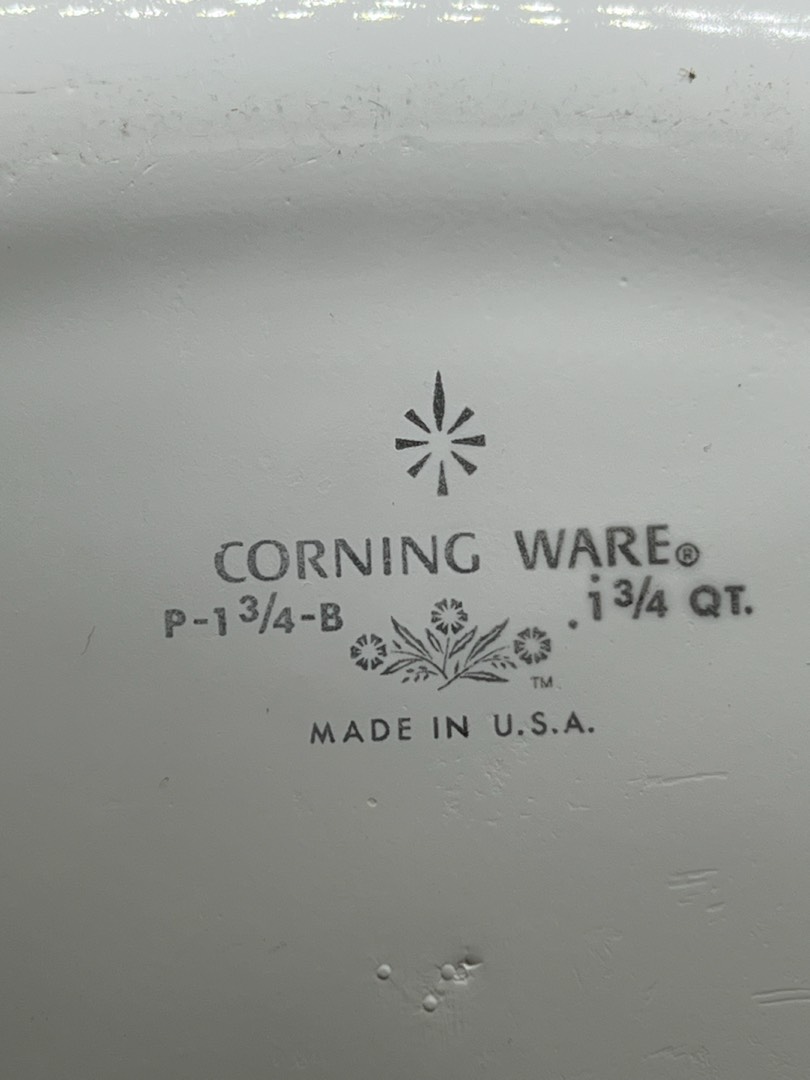 CORNING WARE®
P-1 3/4-B . 1 3/4 QT.
TM
MADE IN U.S.A.